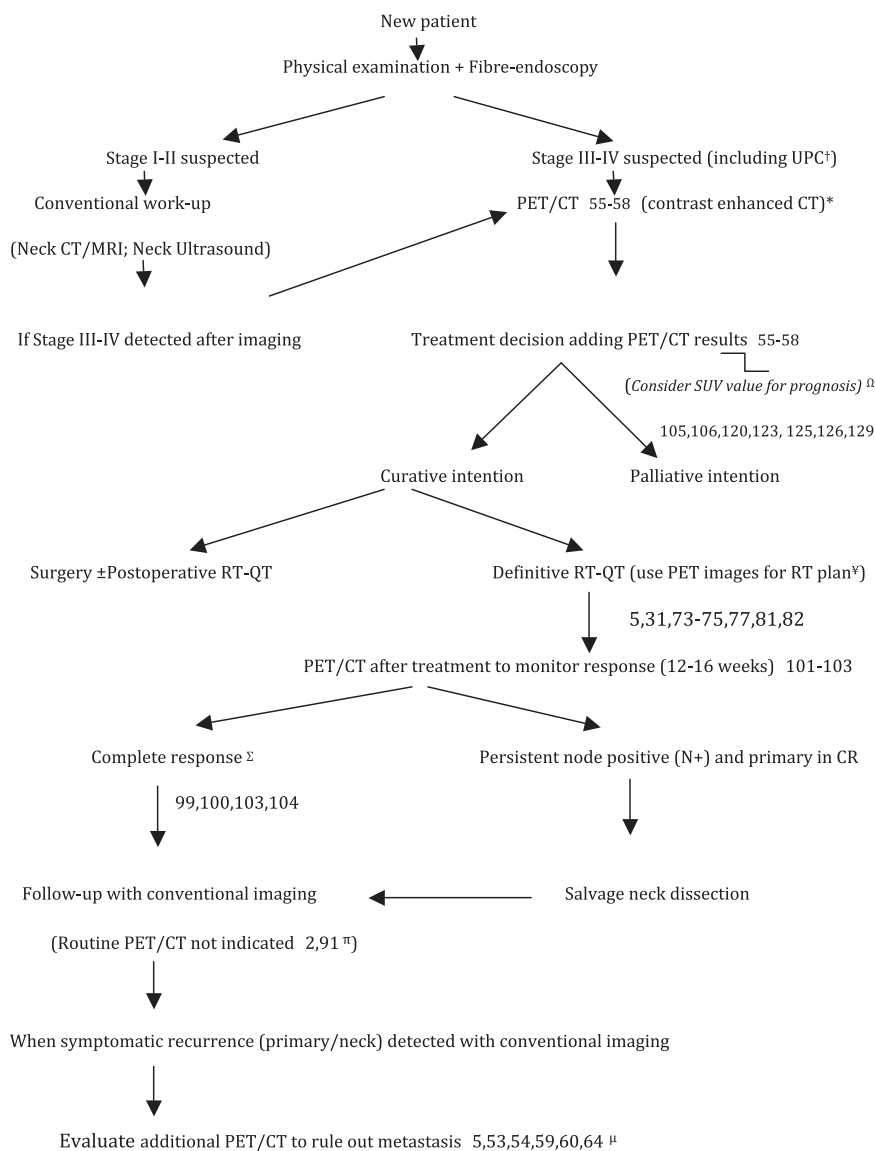 New patient
Physical examination + Fibre-endoscopy
Stage I-II suspected
Stage III-IV suspected (including UPC†)
Conventional work-up
PET/CT 55-58 (contrast enhanced CT)*
(Neck CT/MRI; Neck Ultrasound)
If Stage III-IV detected after imaging
Treatment decision adding PET/CT results 55-58
(Consider SUV value for prognosis) Ω
105,106,120,123, 125,126,129
Curative intention
Palliative intention
Surgery ±Postoperative RT-QT
Definitive RT-QT (use PET images for RT plan¥)
5,31,73-75,77,81,82
PET/CT after treatment to monitor response (12-16 weeks) 101-103
Complete response Σ
Persistent node positive (N+) and primary in CR
99,100,103,104
Follow-up with conventional imaging
Salvage neck dissection
(Routine PET/CT not indicated 2,91 π)
When symptomatic recurrence (primary/neck) detected with conventional imaging
Evaluate additional PET/CT to rule out metastasis 5,53,54,59,60,64 μ